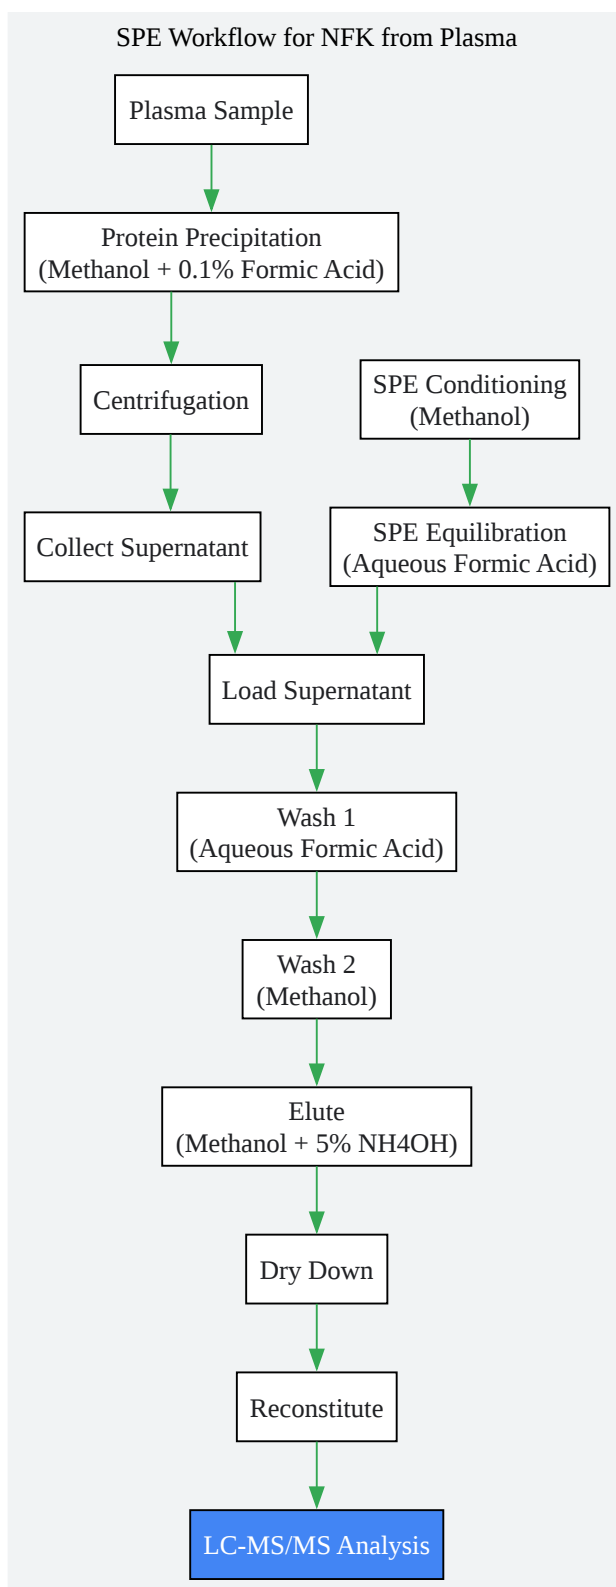 SPE Workflow for NFK from Plasma
Plasma Sample
Protein Precipitation
(Methanol + 0.1% Formic Acid)
Centrifugation
SPE Conditioning
(Methanol)
Collect Supernatant
SPE Equilibration
(Aqueous Formic Acid)
Load Supernatant
Wash 1
(Aqueous Formic Acid)
Wash 2
(Methanol)
Elute
(Methanol + 5% NH4OH)
Dry Down
Reconstitute
LC-MS/MS Analysis